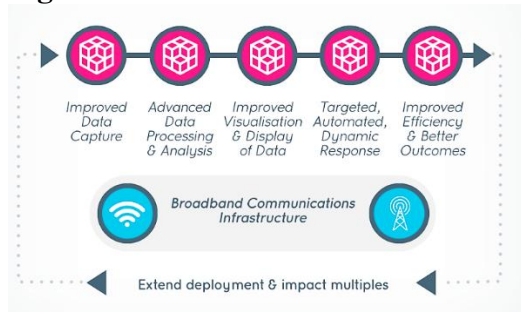 Improved
Data
Capture
Advanced
Data
Processing
& Analysis
Improved
Visualisation
& Display
of Data
Targeted,
Automated,
Dynamic
Response
Improved
Efficiency
& Better
Outcomes
Broadband Communications
Infrastructure
Extend deployment & impact multiples